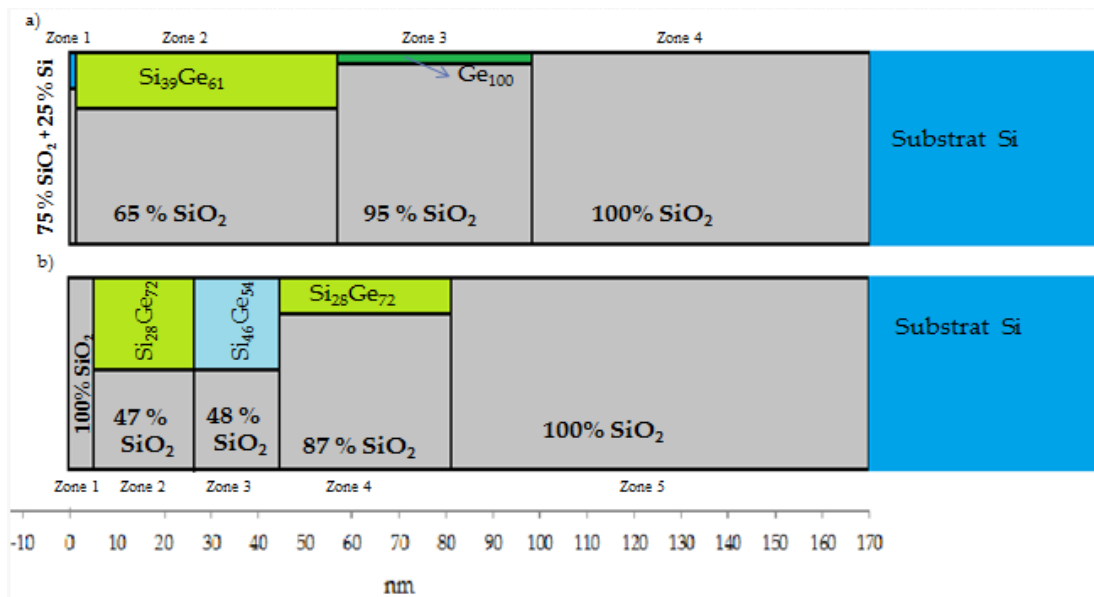 a)
Zone 1
Zone 2
Zone 3
Zone 4
75 % SiO₂ + 25 % Si
Si₃₉Ge₆₁
Ge₁₀₀
Substrat Si
65 % SiO₂
95 % SiO₂
100% SiO₂
b)
100% SiO₂
Si₂₈Ge₇₂
Si₄₆Ge₅₄
Si₂₈Ge₇₂
Substrat Si
47 %
SiO₂
48 %
SiO₂
87 % SiO₂
100% SiO₂
Zone 1
Zone 2
Zone 3
Zone 4
Zone 5
-10 0 10 20 30 40 50 60 70 80 90 100 110 120 130 140 150 160 170
nm